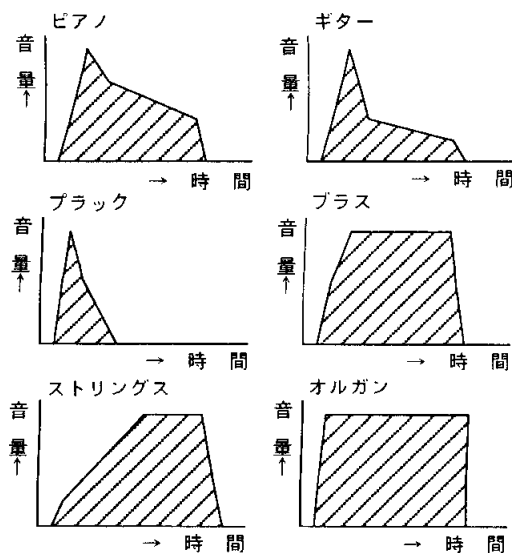 ピアノ
音量↑
→ 時間
ギター
音量↑
→ 時間
プラック
音量↑
→ 時間
ブラス
音量↑
→ 時間
ストリングス
音量↑
→ 時間
オルガン
音量↑
→ 時間